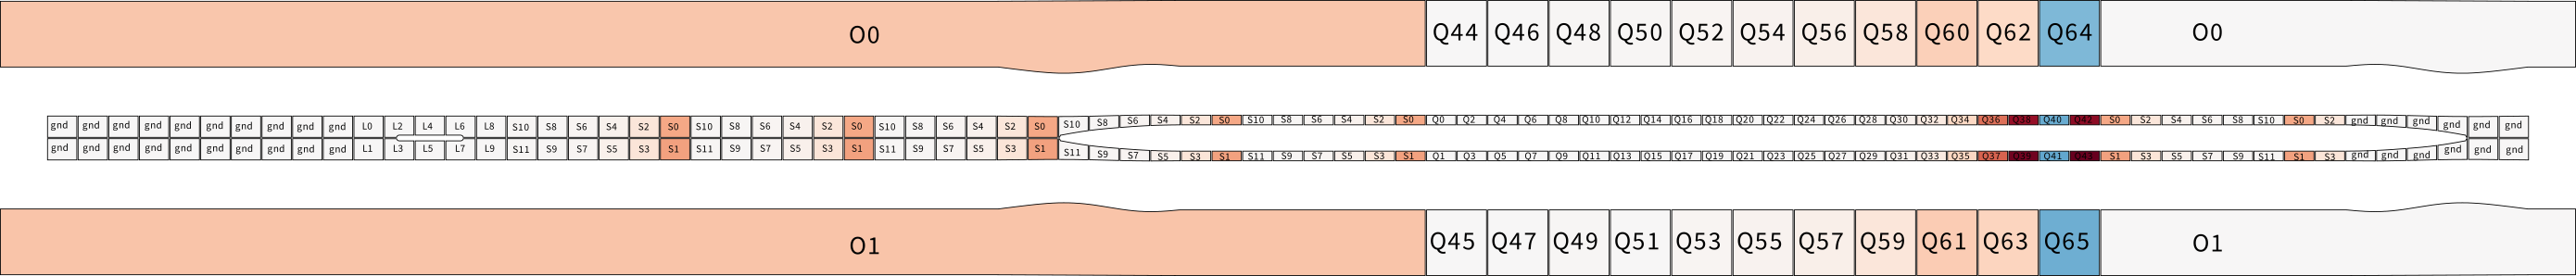 O0 Q44 Q46 Q48 Q50 Q52 Q54 Q56 Q58 Q60 Q62 Q64 O0
gnd gnd gnd gnd gnd gnd gnd gnd gnd gnd L0 L2 L4 L6 L8 S10 S8 S6 S4 S2 S0 S10 S8 S6 S4 S2 S0 S10 S8 S6 S4 S2 S0 S10 S8 S6 S4 S2 S0 S10 S8 S6 S4 S2 S0 Q0 Q2 Q4 Q6 Q8 Q10 Q12 Q14 Q16 Q18 Q20 Q22 Q24 Q26 Q28 Q30 Q32 Q34 Q36 Q38 Q40 Q42 S0 S2 S4 S6 S8 S10 S0 S2 gnd gnd gnd gnd gnd gnd
gnd gnd gnd gnd gnd gnd gnd gnd gnd gnd L1 L3 L5 L7 L9 S11 S9 S7 S5 S3 S1 S11 S9 S7 S5 S3 S1 S11 S9 S7 S5 S3 S1 S11 S9 S7 S5 S3 S1 S11 S9 S7 S5 S3 S1 Q1 Q3 Q5 Q7 Q9 Q11 Q13 Q15 Q17 Q19 Q21 Q23 Q25 Q27 Q29 Q31 Q33 Q35 Q37 Q39 Q41 Q43 S1 S3 S5 S7 S9 S11 S1 S3 gnd gnd gnd gnd gnd gnd
O1 Q45 Q47 Q49 Q51 Q53 Q55 Q57 Q59 Q61 Q63 Q65 O1